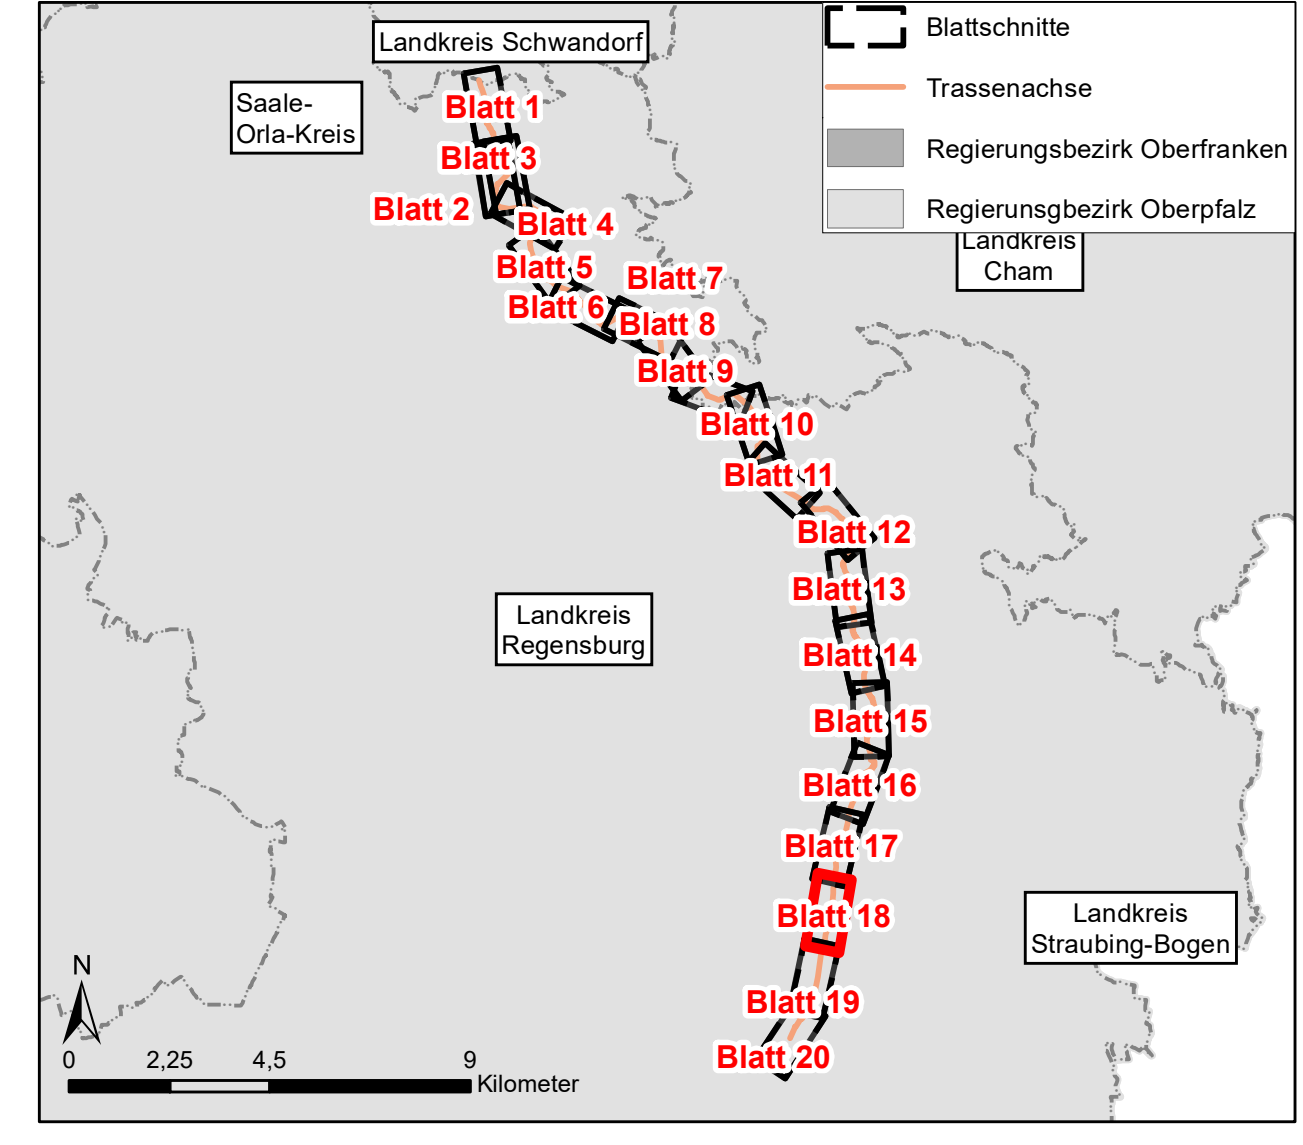 Landkreis Schwandorf
Saale-
Orla-Kreis
Blattschnitte
Trassenachse
Regierungsbezirk Oberfranken
Regierunsgbezirk Oberpfalz
Landkreis
Cham
Blatt 1
Blatt 3
Blatt 2
Blatt 4
Blatt 5
Blatt 7
Blatt 6
Blatt 8
Blatt 9
Blatt 10
Blatt 11
Blatt 12
Blatt 13
Landkreis
Regensburg
Blatt 14
Blatt 15
Blatt 16
Blatt 17
Blatt 18
Landkreis
Straubing-Bogen
Blatt 19
Blatt 20
N
0 2,25 4,5 9
Kilometer